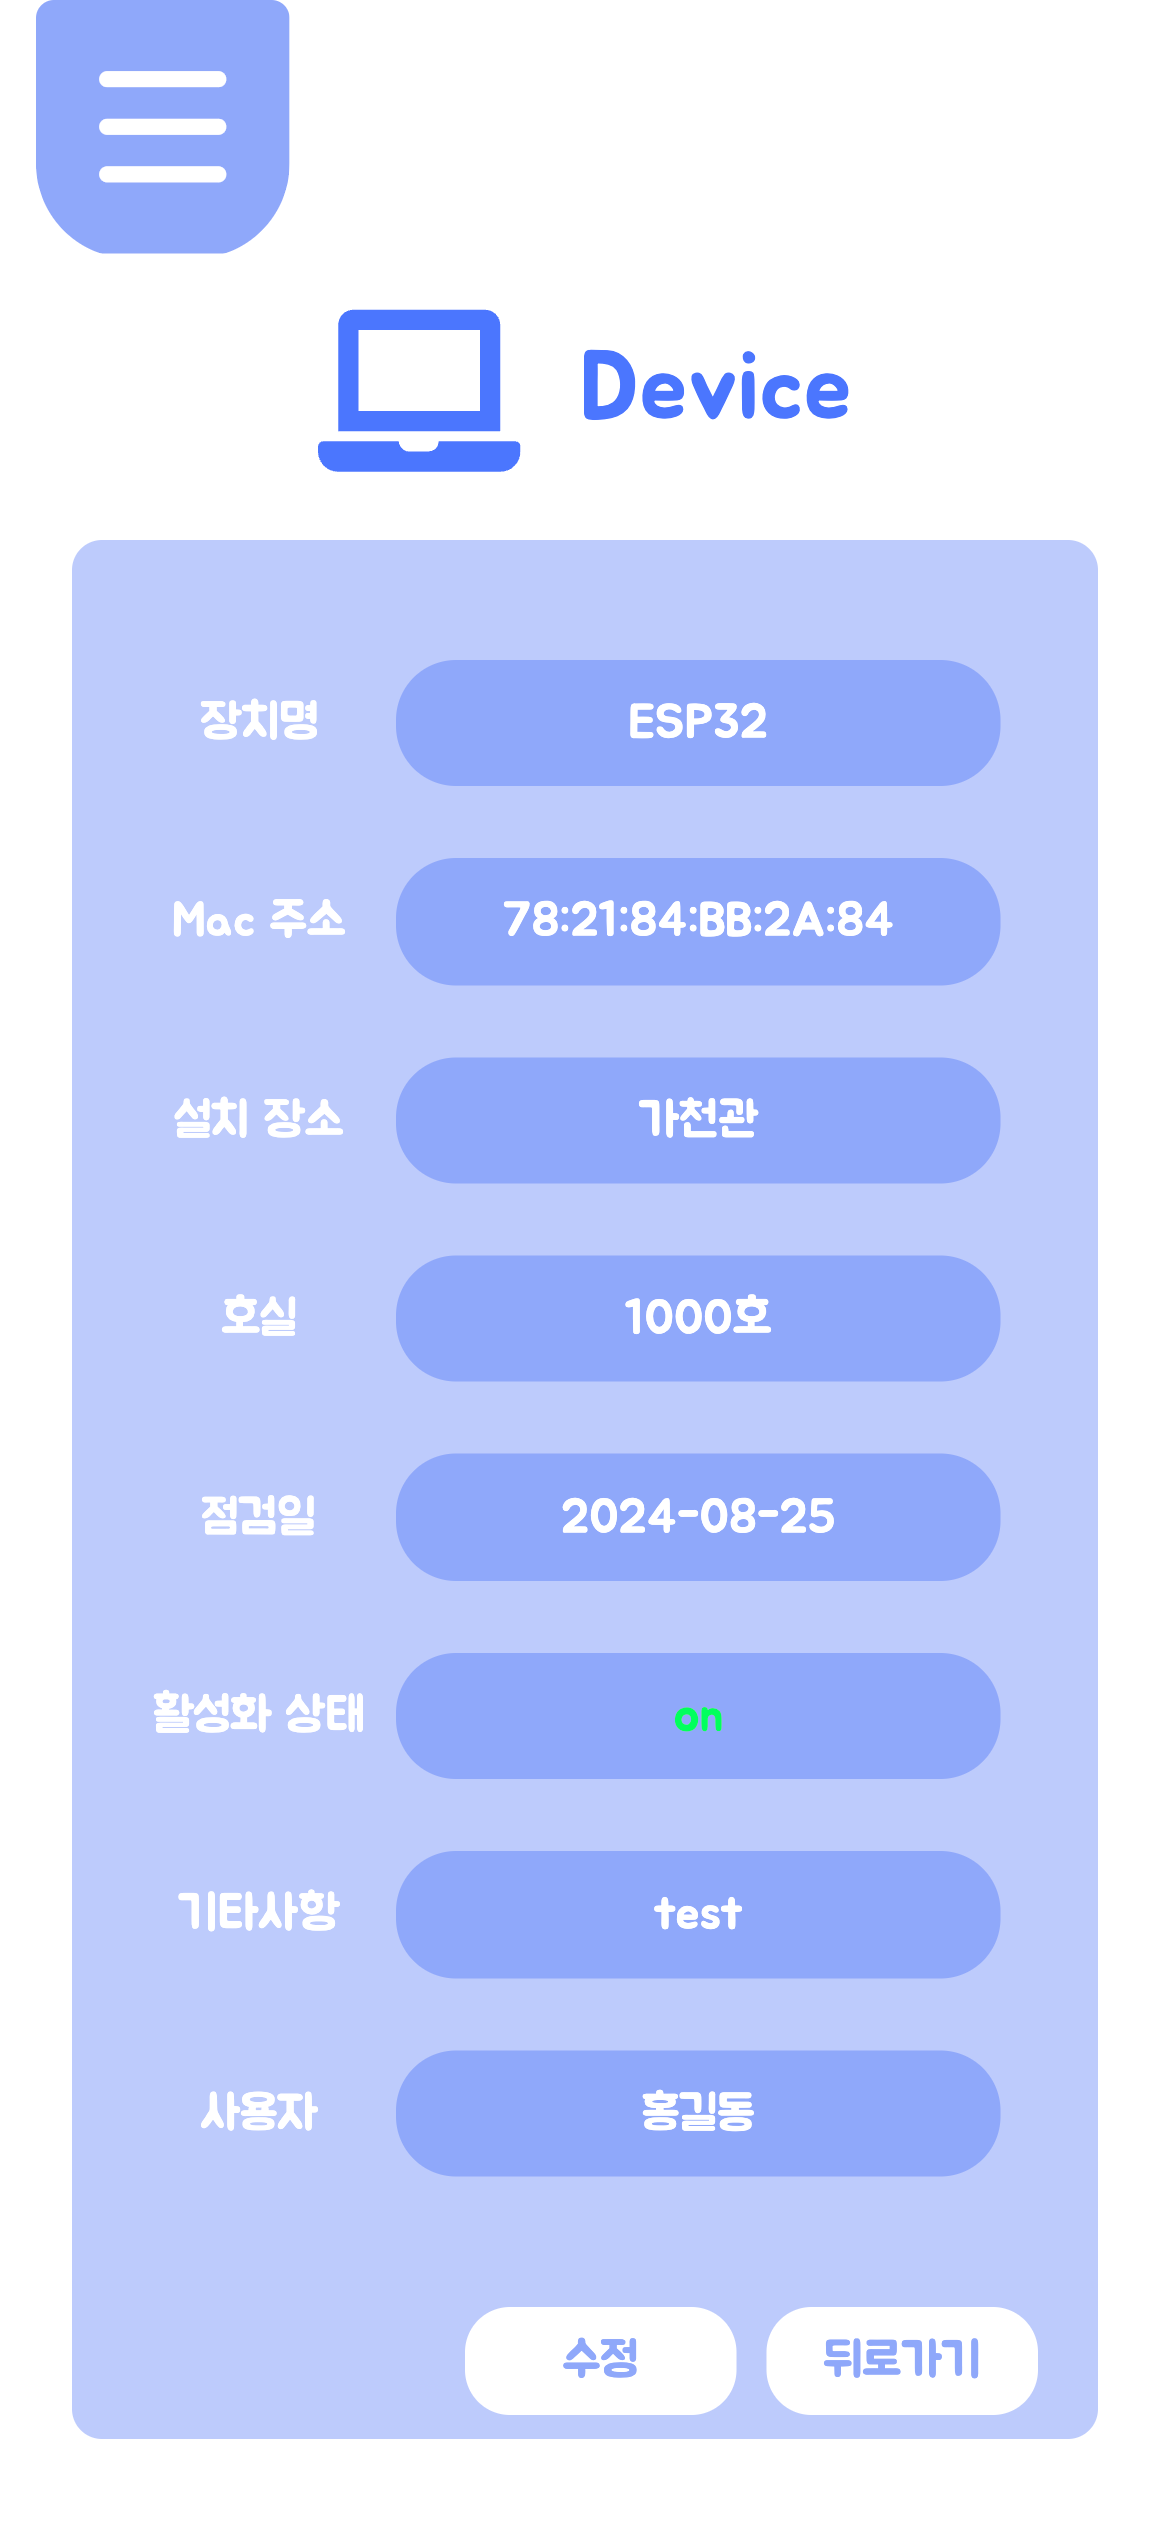 Device
장치명 ESP32
Mac 주소 78:21:84:BB:2A:84
설치 장소 가천관
호실 1000호
점검일 2024-08-25
활성화 상태 on
기타사항 test
사용자 홍길동
수정 뒤로가기